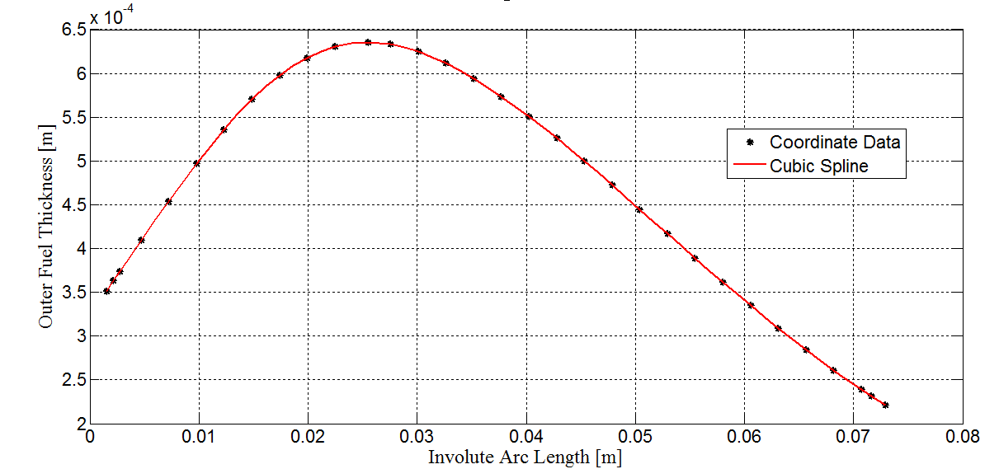 x 10-4
6.5
6
5.5
5
4.5
4
3.5
3
2.5
2
Outer Fuel Thickness [m]
Coordinate Data
Cubic Spline
0 0.01 0.02 0.03 0.04 0.05 0.06 0.07 0.08
Involute Arc Length [m]